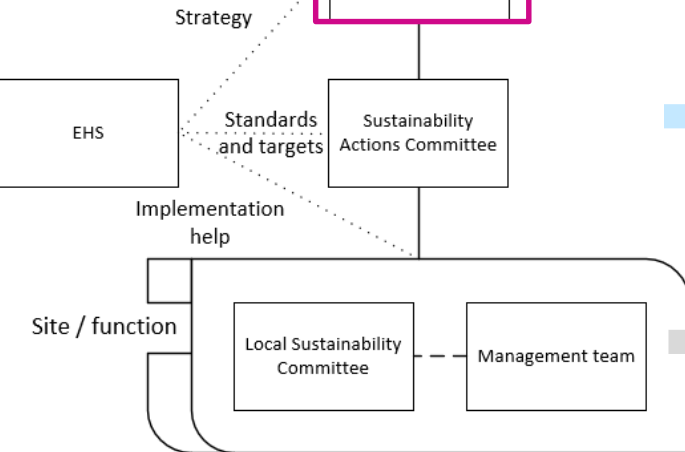 Strategy
EHS
Standards
and targets
Sustainability
Actions Committee
Implementation
help
Site / function
Local Sustainability
Committee
Management team